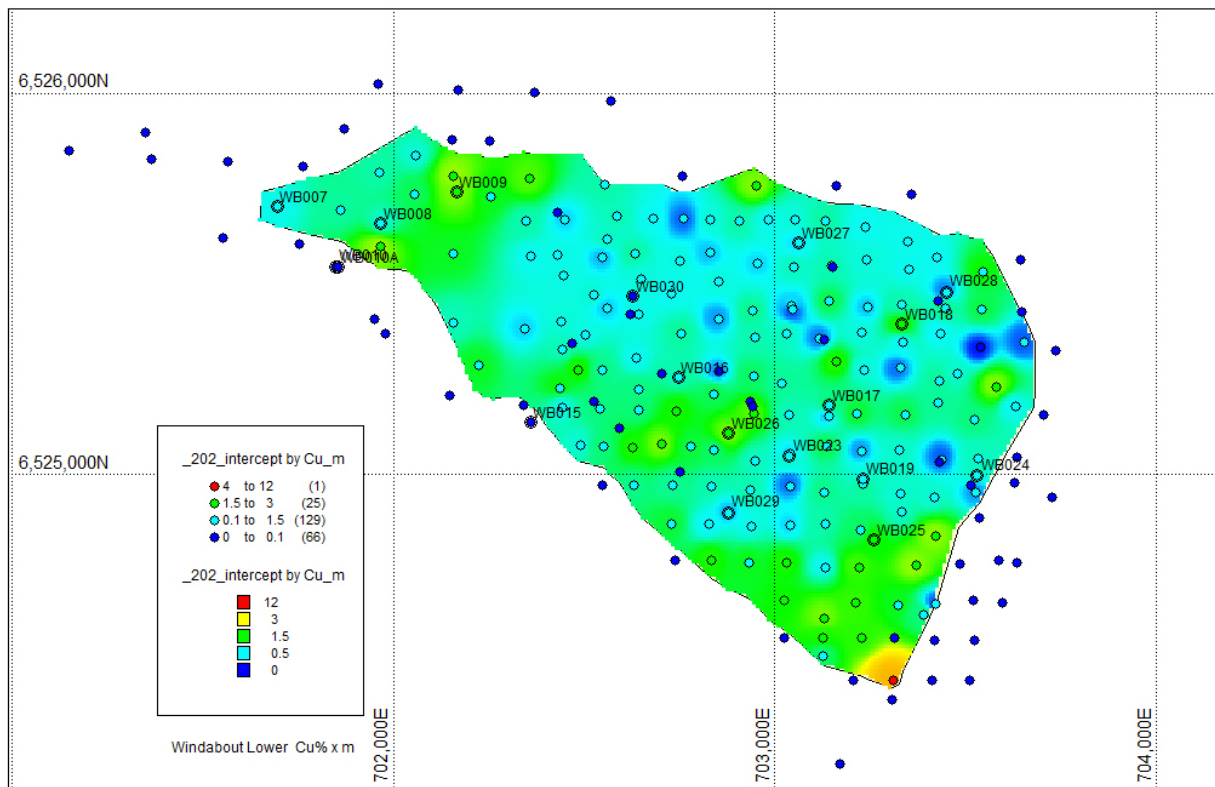 6,526,000N
WB007
WB009
WB008
WB010
WB010A
WB027
WB028
WB030
WB018
WB016
WB017
WB015
WB026
WB023
WB019
WB024
6,525,000N
WB029
WB025
_202_intercept by Cu_m
4 to 12 (1)
1.5 to 3 (25)
0.1 to 1.5 (129)
0 to 0.1 (66)
_202_intercept by Cu_m
12
3
1.5
0.5
0
Windabout Lower Cu% x m
702,000E
703,000E
704,000E